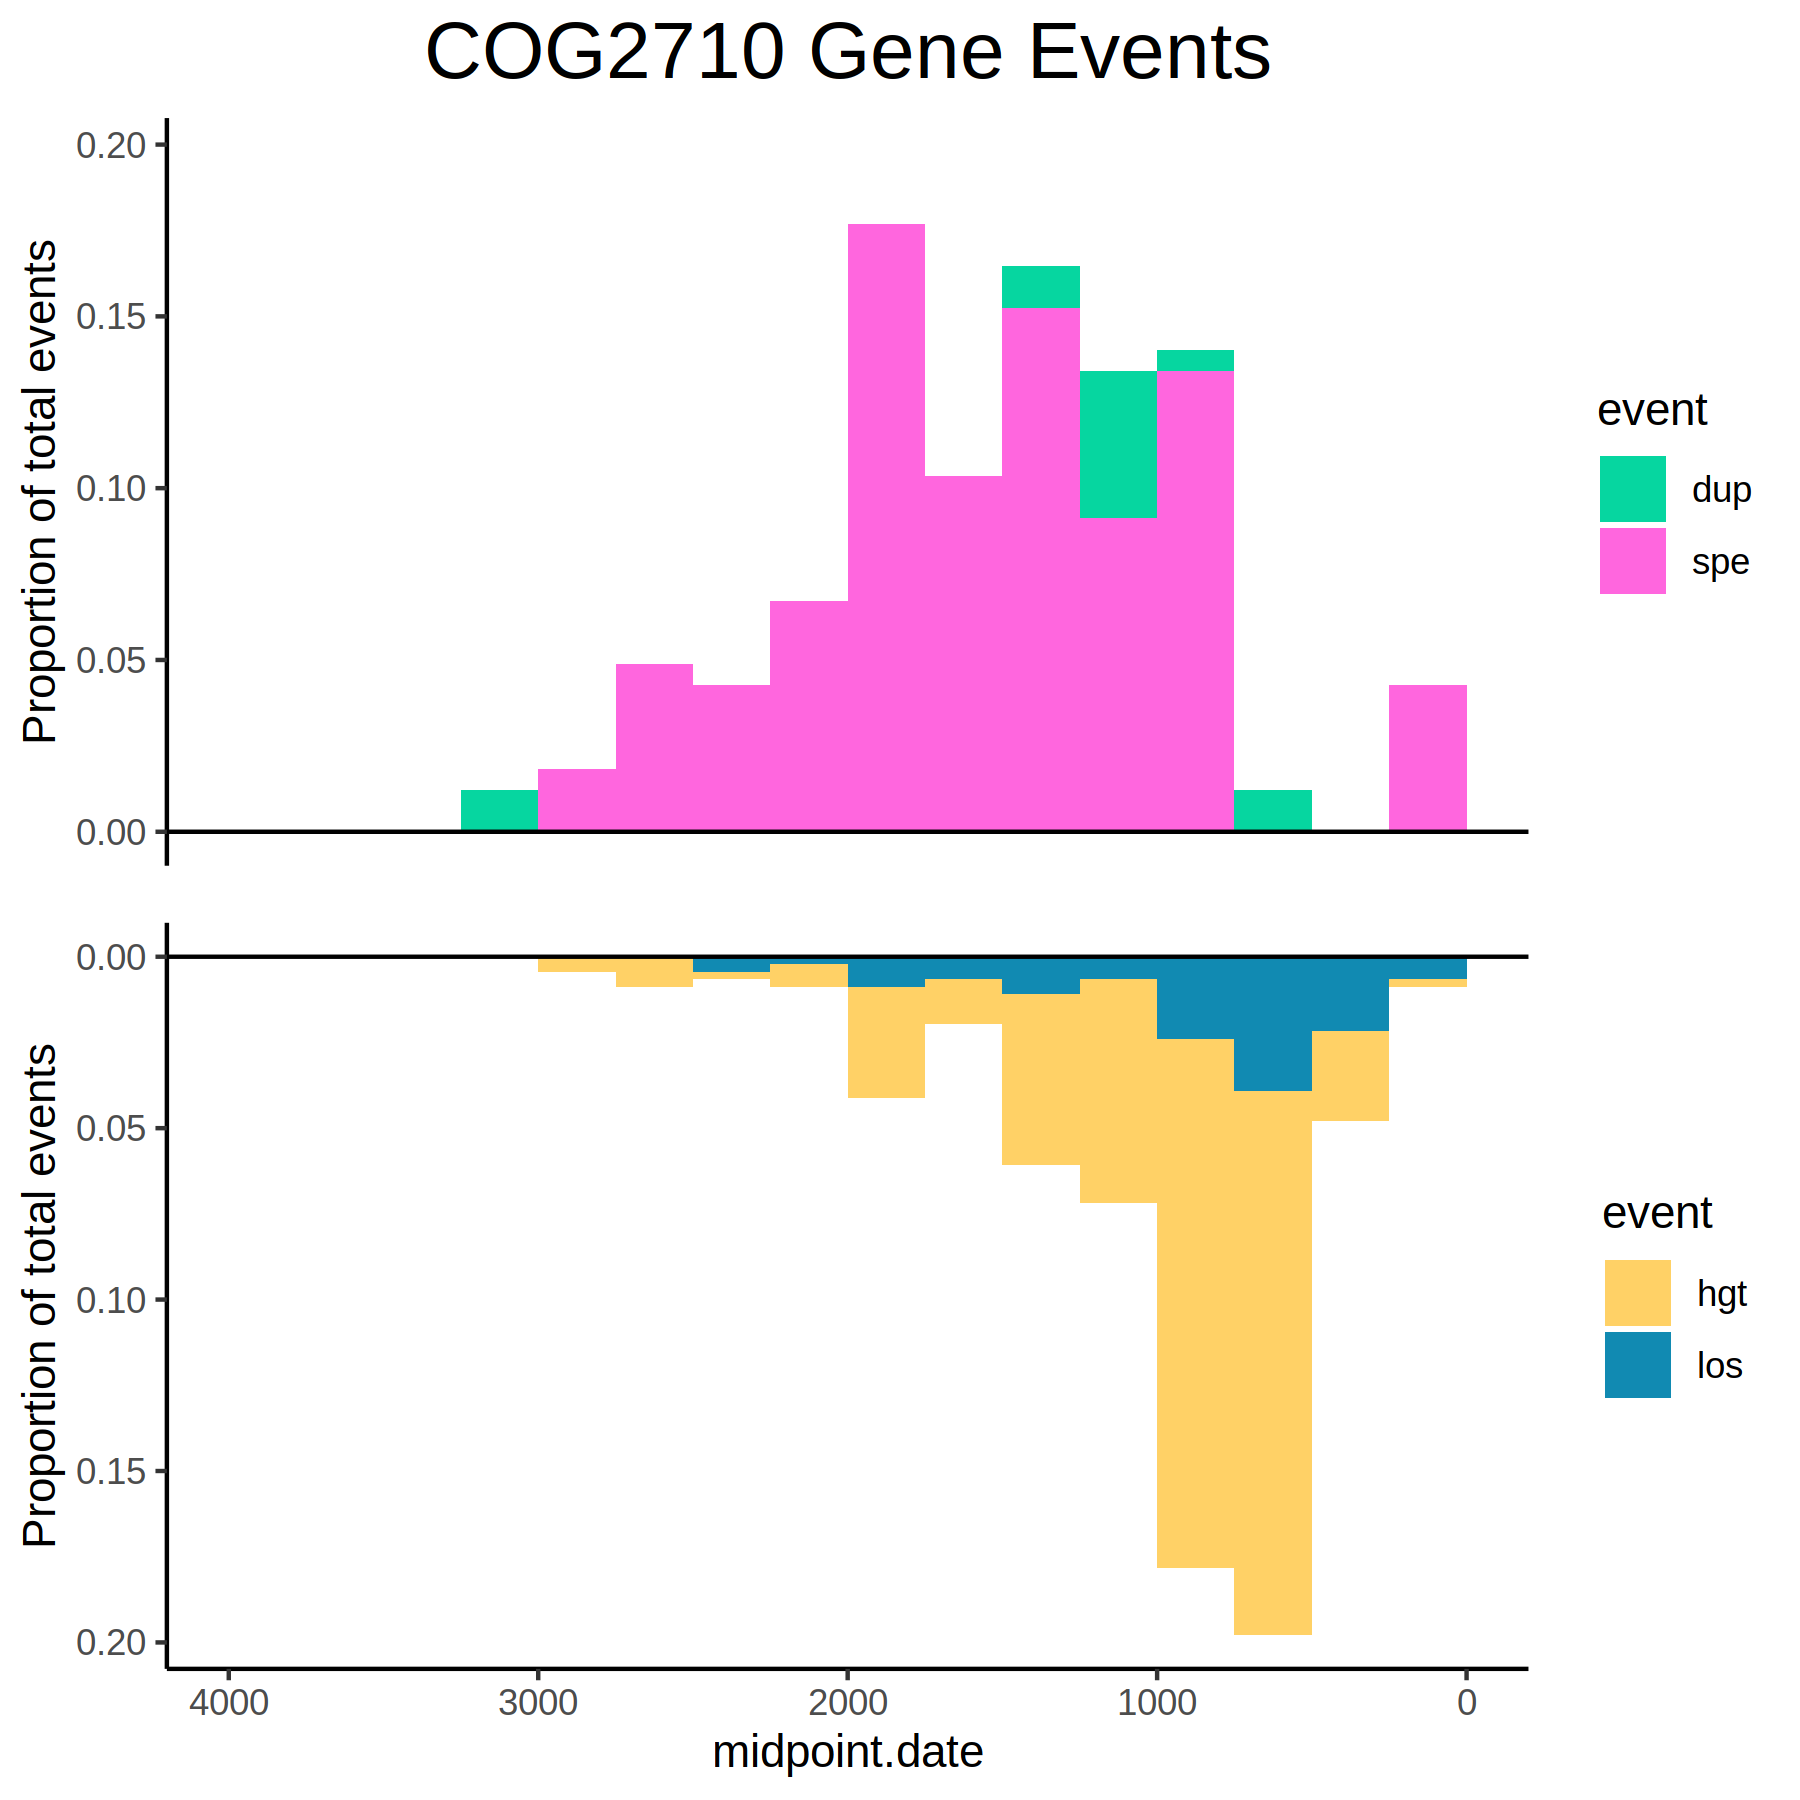 COG2710 Gene Events
Proportion of total events
0.20
0.15
0.10
0.05
0.00
event
dup
spe
Proportion of total events
0.00
0.05
0.10
0.15
0.20
event
hgt
los
4000 3000 2000 1000 0
midpoint.date